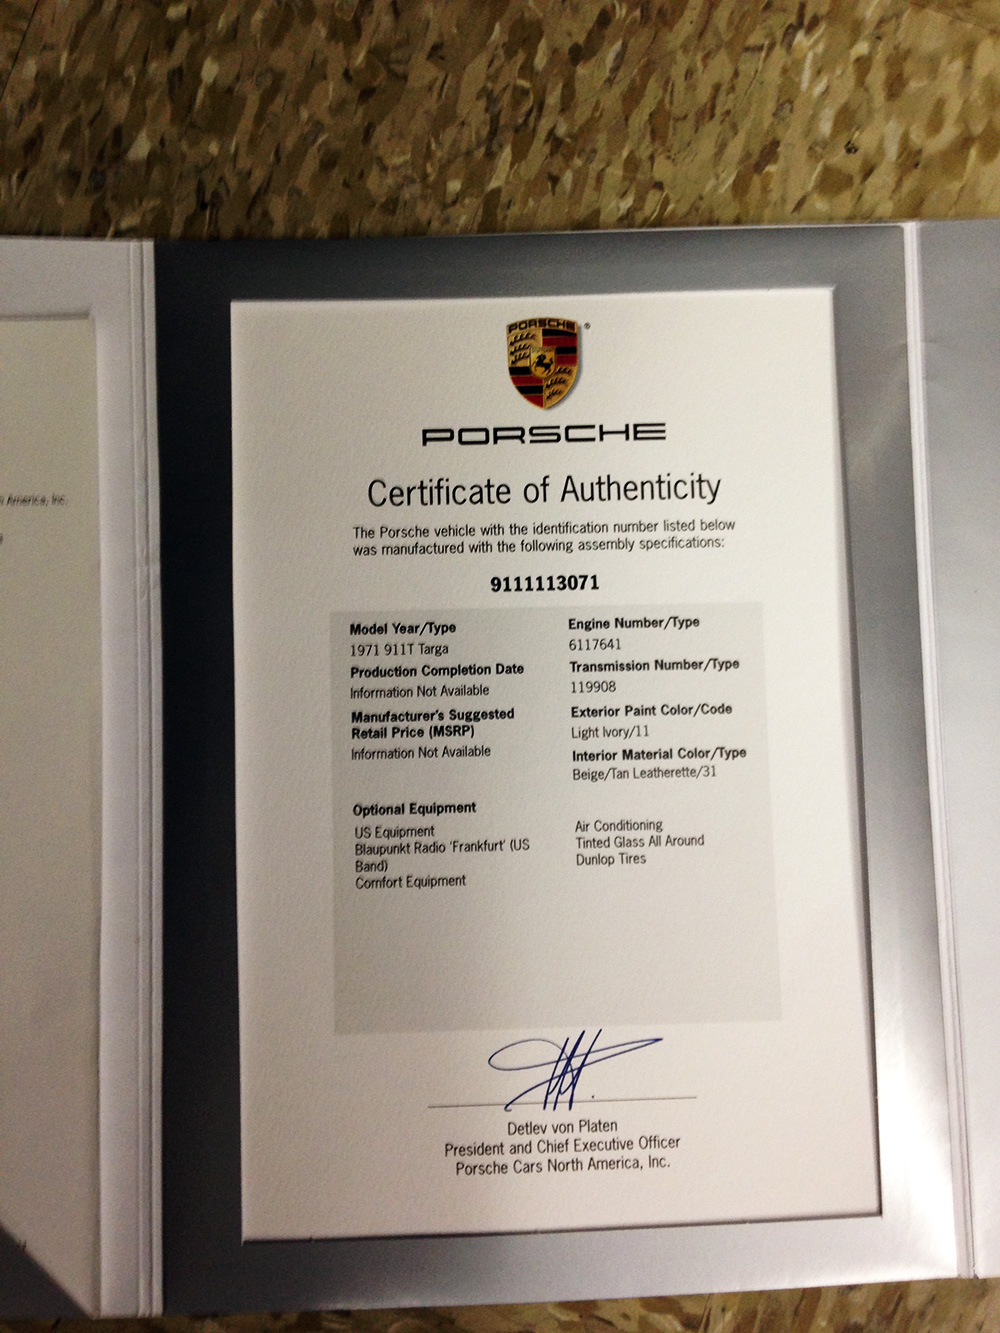 n America, Inc.
PORSCHE
®
PORSCHE
Certificate of Authenticity
The Porsche vehicle with the identification number listed below
was manufactured with the following assembly specifications:
9111113071
Model Year/Type
1971 911T Targa
Production Completion Date
Information Not Available
Manufacturer's Suggested
Retail Price (MSRP)
Information Not Available
Engine Number/Type
6117641
Transmission Number/Type
119908
Exterior Paint Color/Code
Light Ivory/11
Interior Material Color/Type
Beige/Tan Leatherette/31
Optional Equipment
US Equipment
Blaupunkt Radio 'Frankfurt' (US
Band)
Comfort Equipment
Air Conditioning
Tinted Glass All Around
Dunlop Tires
Detlev von Platen
President and Chief Executive Officer
Porsche Cars North America, Inc.